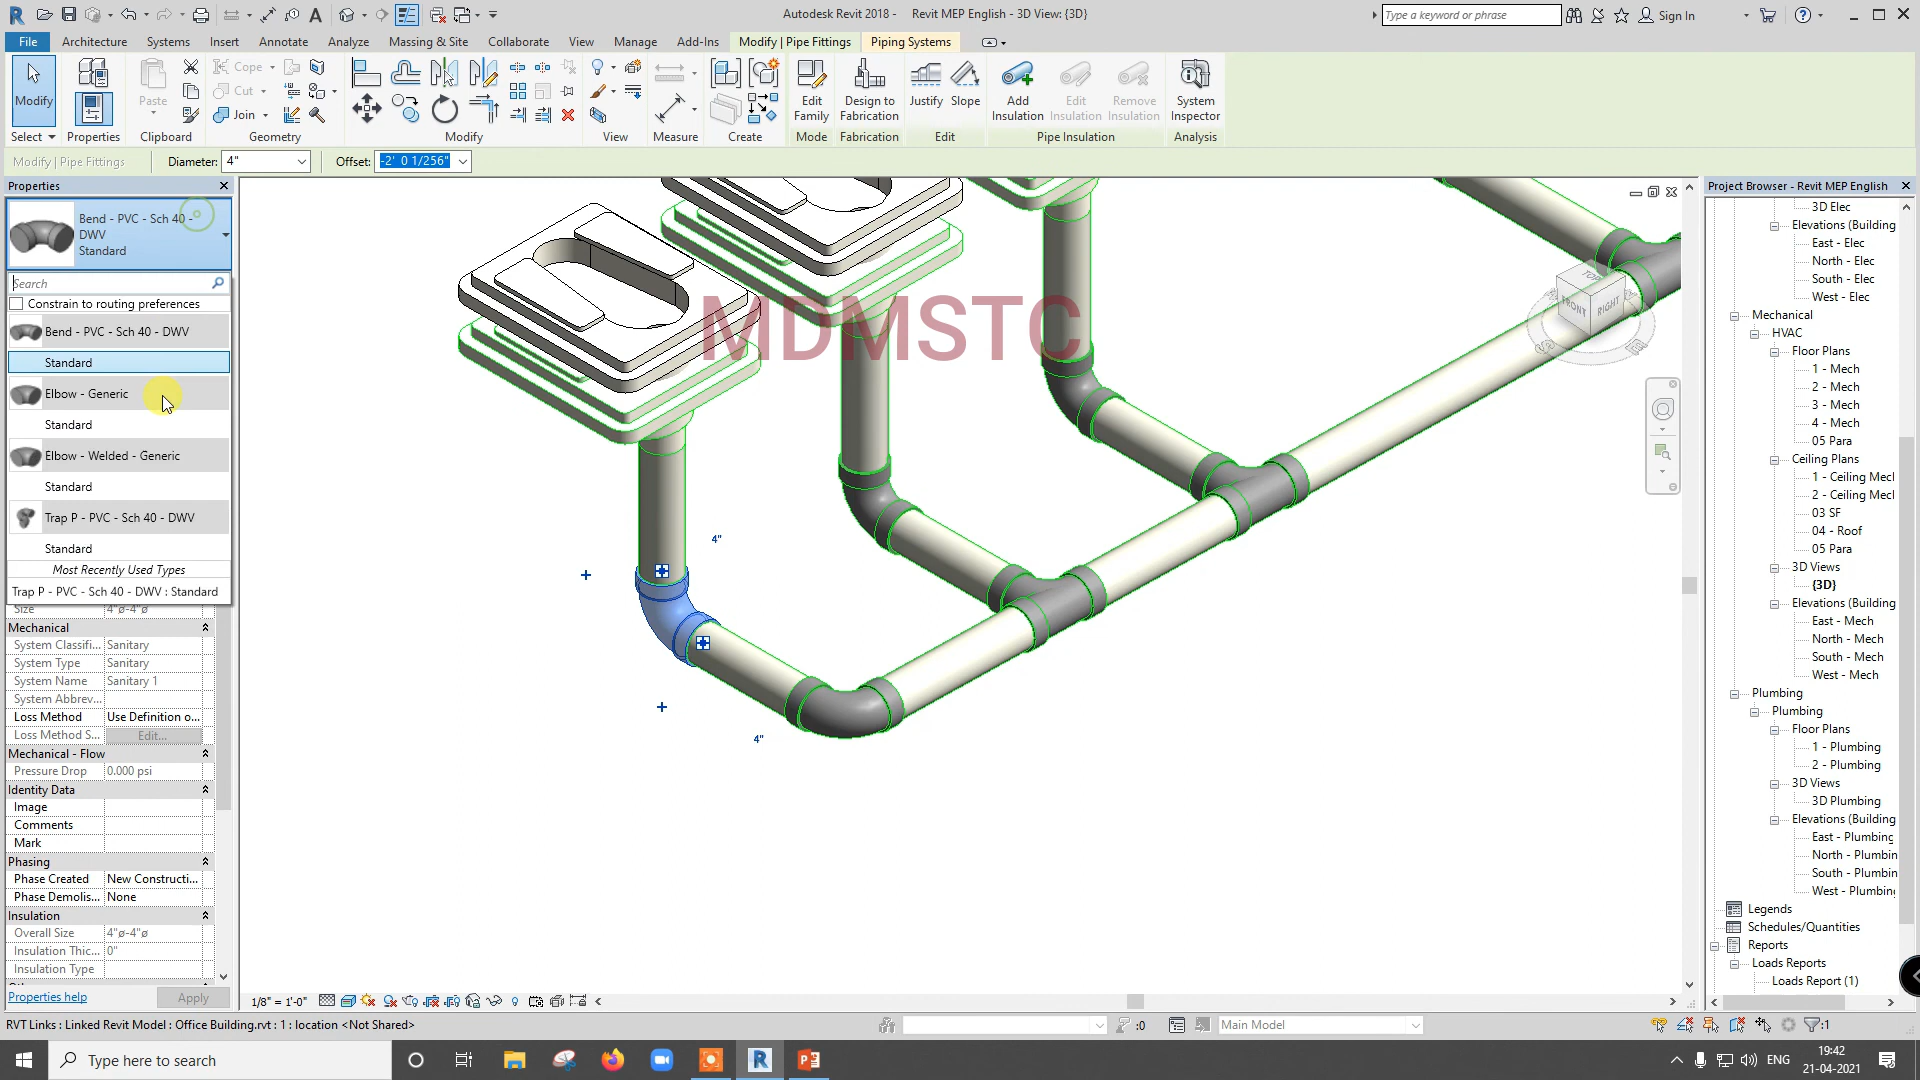 Autodesk Revit 2018 - Revit MEP English - 3D View: {3D}
Type a keyword or phrase
Sign In
File Architecture Systems Insert Annotate Analyze Massing & Site Collaborate View Manage Add-Ins Modify | Pipe Fittings Piping Systems
Modify
Paste
Cope
Cut
Join
Edit Family
Design to Fabrication
Justify
Slope
Add Insulation
Edit Insulation
Remove Insulation
System Inspector
Select Properties Clipboard Geometry Modify View Measure Create Mode Fabrication Edit Pipe Insulation Analysis
Modify | Pipe Fittings Diameter: 4" Offset: -2' 0 1/256"
Properties
Bend - PVC - Sch 40 -
DWV
Standard
Search
Constrain to routing preferences
Bend - PVC - Sch 40 - DWV
Standard
Elbow - Generic
Standard
Elbow - Welded - Generic
Standard
Trap P - PVC - Sch 40 - DWV
Standard
Most Recently Used Types
Trap P - PVC - Sch 40 - DWV : Standard
Size 4"ø-4"ø
Mechanical
System Classifi... Sanitary
System Type Sanitary
System Name Sanitary 1
System Abbrev...
Loss Method Use Definition o...
Loss Method S... Edit...
Mechanical - Flow
Pressure Drop 0.000 psi
Identity Data
Image
Comments
Mark
Phasing
Phase Created New Constructi...
Phase Demolis... None
Insulation
Overall Size 4"ø-4"ø
Insulation Thic... 0"
Insulation Type
Properties help Apply
MDMSTC
4"
4"
TOP
FRONT RIGHT
Project Browser - Revit MEP English
3D Elec
Elevations (Building
East - Elec
North - Elec
South - Elec
West - Elec
Mechanical
HVAC
Floor Plans
1 - Mech
2 - Mech
3 - Mech
4 - Mech
05 Para
Ceiling Plans
1 - Ceiling Mecl
2 - Ceiling Mecl
03 SF
04 - Roof
05 Para
3D Views
{3D}
Elevations (Building
East - Mech
North - Mech
South - Mech
West - Mech
Plumbing
Plumbing
Floor Plans
1 - Plumbing
2 - Plumbing
3D Views
3D Plumbing
Elevations (Building
East - Plumbing
North - Plumbin
South - Plumbin
West - Plumbin
Legends
Schedules/Quantities
Reports
Loads Reports
Loads Report (1)
1/8" = 1'-0"
RVT Links : Linked Revit Model : Office Building.rvt : 1 : location <Not Shared>
:0
Main Model
:1
Type here to search
ENG
19:42
21-04-2021